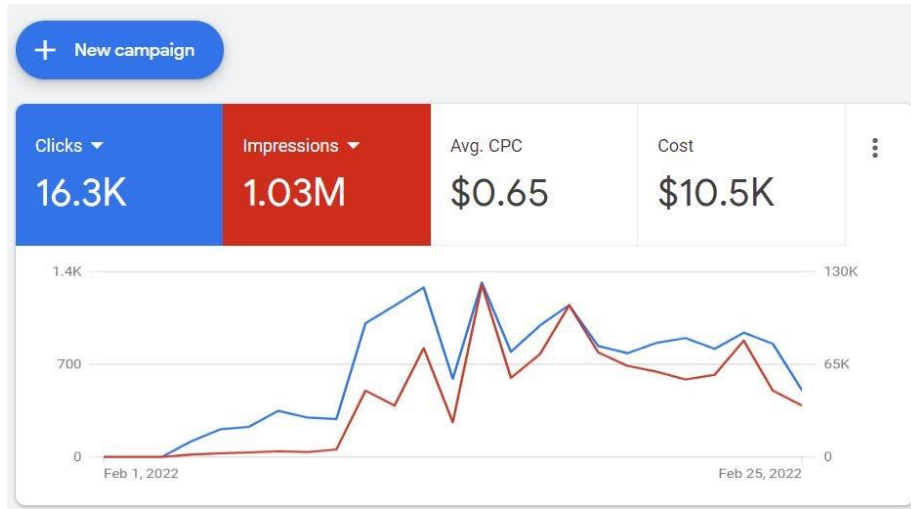 New campaign
Clicks Impressions Avg. CPC Cost
16.3K 1.03M $0.65 $10.5K
1.4K 130K
700 65K
0 0
Feb 1, 2022 Feb 25, 2022